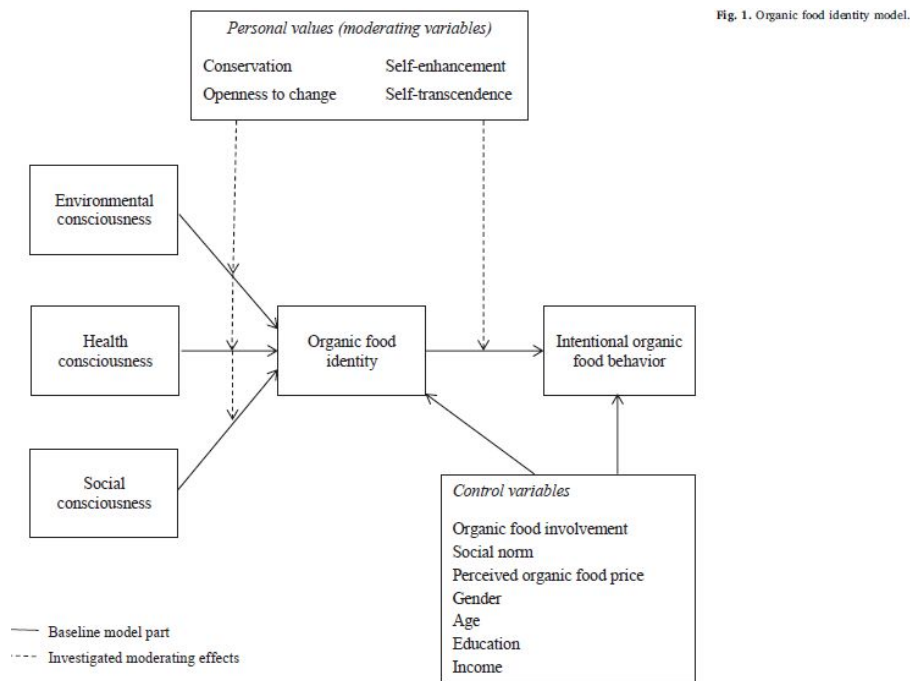 Fig. 1. Organic food identity model.
Personal values (moderating variables)
Conservation
Self-enhancement
Openness to change
Self-transcendence
Environmental
consciousness
Health
consciousness
Organic food
identity
Intentional organic
food behavior
Social
consciousness
Control variables
Organic food involvement
Social norm
Perceived organic food price
Gender
Age
Education
Income
Baseline model part
Investigated moderating effects